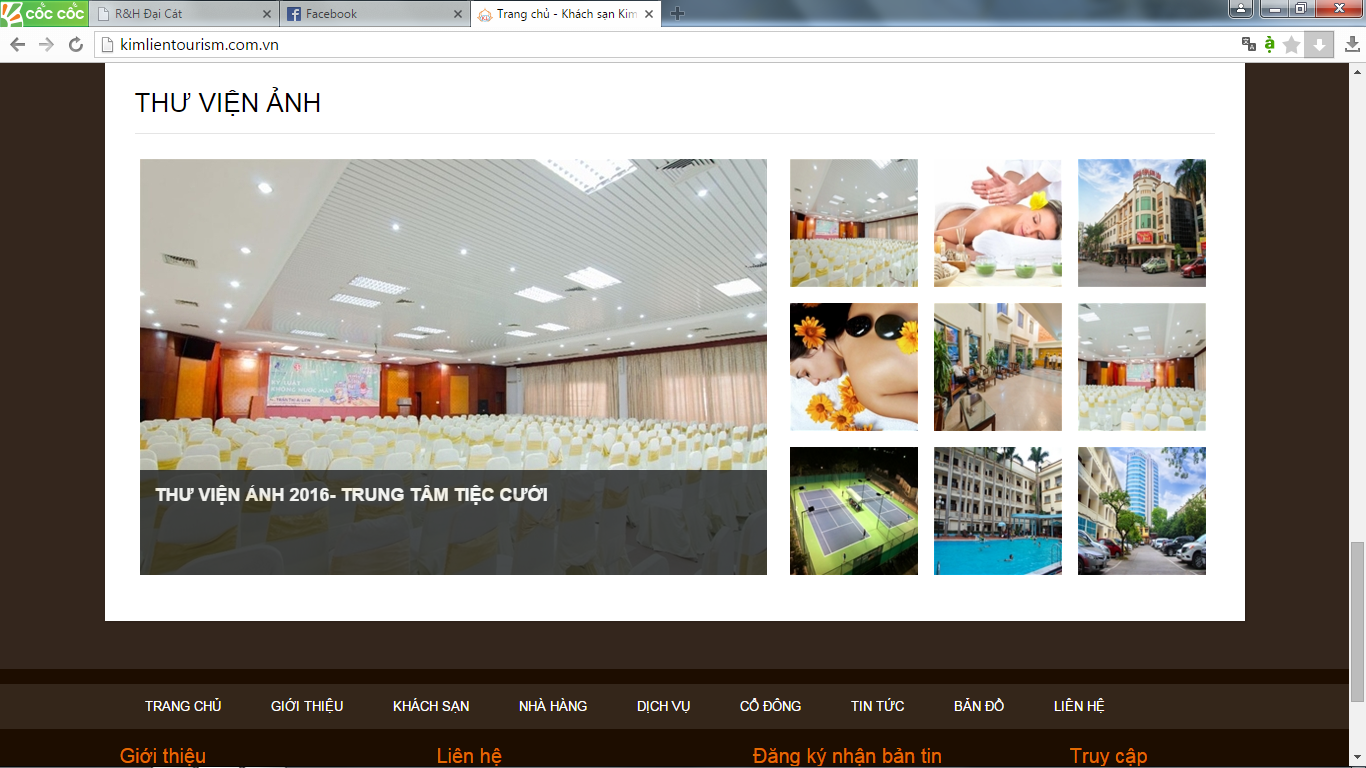 CỐC CỐC
R&H Đại Cát
Facebook
Trang chủ - Khách sạn Kim
kimlientourism.com.vn
THƯ VIỆN ẢNH
THƯ VIỆN ẢNH 2016- TRUNG TÂM TIỆC CƯỚI
TRANG CHỦ GIỚI THIỆU KHÁCH SẠN NHÀ HÀNG DỊCH VỤ CỔ ĐÔNG TIN TỨC BẢN ĐỒ LIÊN HỆ
Giới thiệu Liên hệ Đăng ký nhận bản tin Truy cập